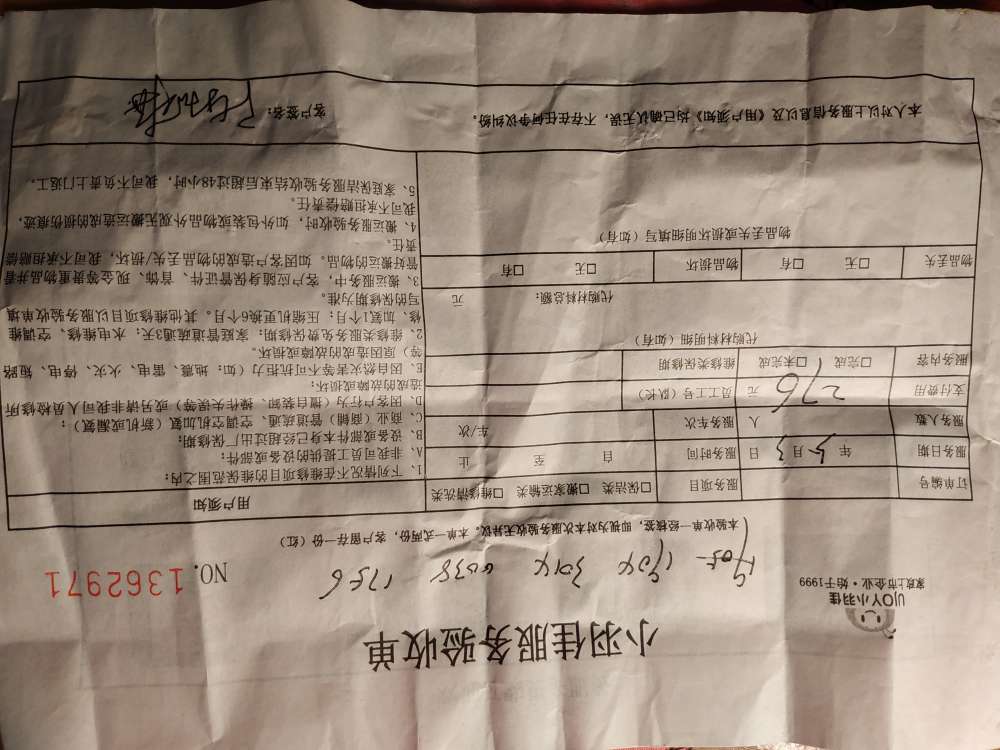 小羽佳服务验收单
UJOY小羽佳
家政上市企业·始于1999
NO. 1362971
1904 3014 6038 1756
本验收单一经核签，即视为对本次服务验收无异议。本单一式两份，客户留存一份（红）
订单编号 服务项目 □保洁类 □搬家运输类 □维修清洗类 用户须知
服务日期 年 5 月 3 日 服务时间 自 至 止
服务人数 人 服务车次 车/次
支付费用 276 元 员工工号（队长）
服务内容 □完成 □未完成 维修类保修期
代购材料明细（如有）
代购材料总额： 元
物品丢失 □无 □有 物品损坏 □无 □有
物品丢失或损坏明细填写（如有）
1、下列情况不在维修项目的维保范围之内：
A、非我司员工提供的设备或部件；
B、设备或部件本身已经超过出厂保修期；
C、商业（商铺）管道疏通、空调空机加氨（新机或漏氨）；
D、因客户行为（擅自装卸、操作失误等）或另请非我司人员检修所
造成的故障或损坏；
E、因自然灾害等不可抗拒力（如：地震、雷电、火灾、停电、短路
等）原因造成的故障或损坏。
2、维修类服务免费保修期：家庭管道疏通3天；水电维修、空调维
修、加氨1个月；压缩机更换6个月。其他维修项目以服务验收单填
写的保修期为准。
3、搬运服务中，客户应随身保管证件、首饰、现金等贵重物品并看
管好搬运的物品。如因客户造成的物品丢失/损坏，我司不承担赔偿
责任。
4、搬运服务验收时，如外包装或物品外观无搬运造成的损伤痕迹，
我司不承担赔偿责任。
5、家庭保洁服务验收结束后超过48小时，我司不负责上门返工。
本人对以上服务信息以及《用户须知》均已确认无误，不存在任何争议纠纷。 客户签名：